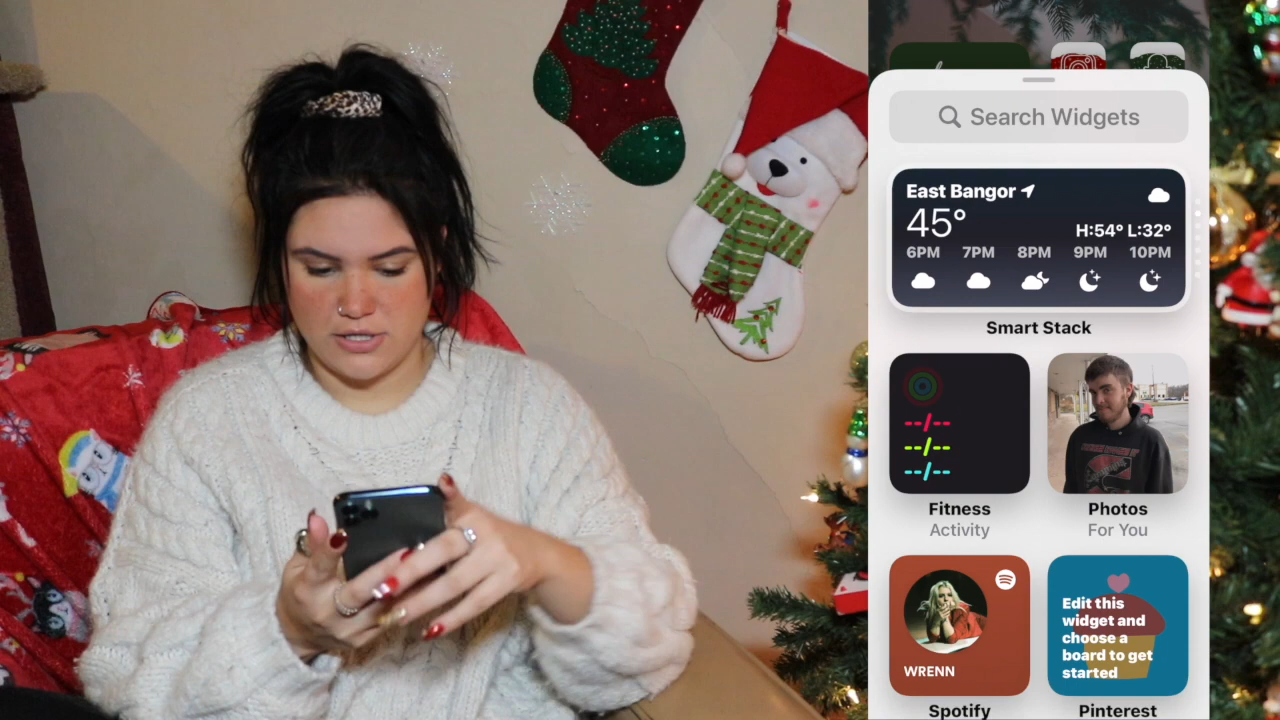 Search Widgets
East Bangor
45°
H:54° L:32°
6PM 7PM 8PM 9PM 10PM
Smart Stack
--/--
--/--
--/--
Fitness
Activity
Photos
For You
WRENN
Spotify
Edit this
widget and
choose a
board to get
started
Pinterest